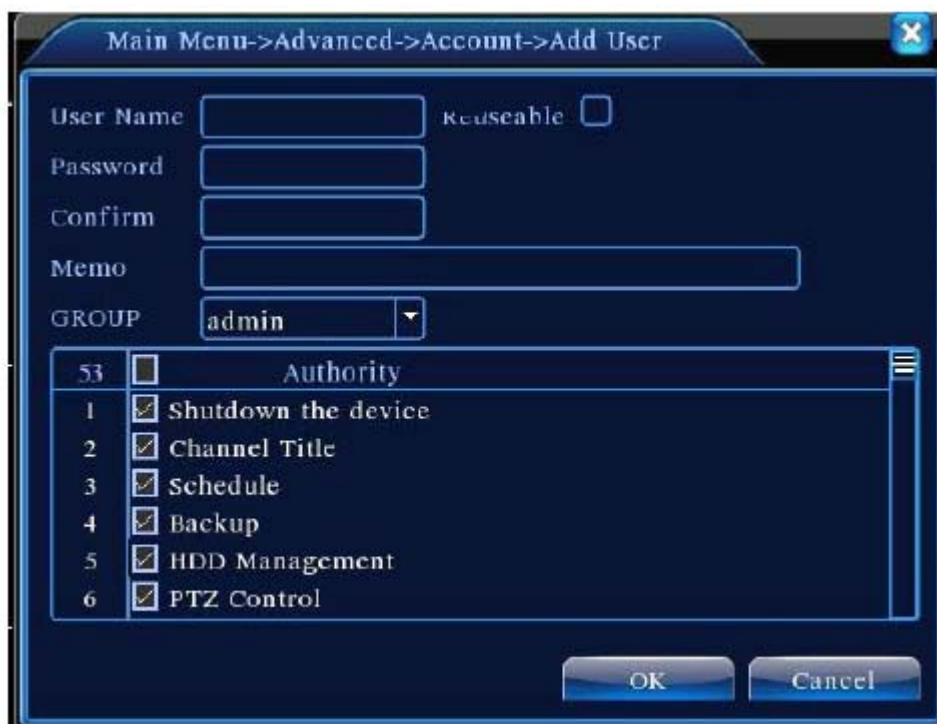 Main Menu->Advanced->Account->Add User
User Name Reuseable
Password
Confirm
Memo
GROUP admin
53 Authority
1 Shutdown the device
2 Channel Title
3 Schedule
4 Backup
5 HDD Management
6 PTZ Control
OK Cancel